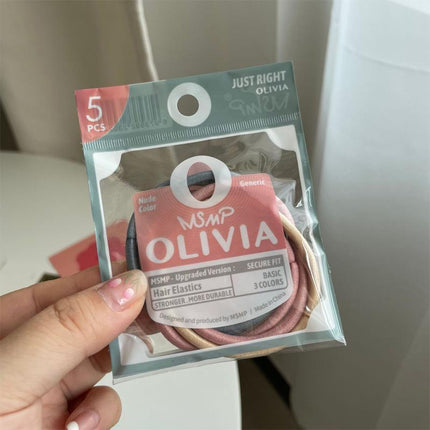 5
PCS
JUST RIGHT
OLIVIA
MSMP
O
Nude
Color
Generic
MSMP
OLIVIA
MSMP - Upgraded Version :
Hair Elastics
STRONGER .MORE DURABLE
SECURE FIT
BASIC
3 COLORS
Designed and produced by MSMP | Made in China